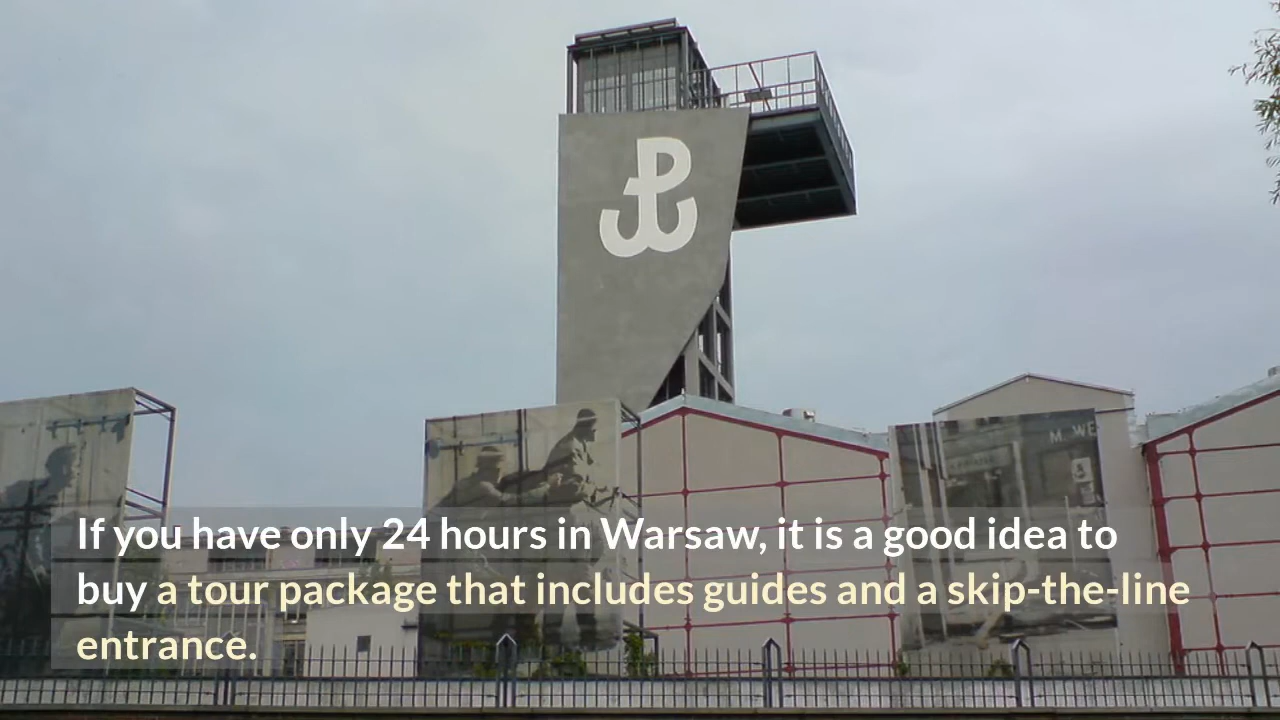 M. WE
If you have only 24 hours in Warsaw, it is a good idea to
buy a tour package that includes guides and a skip-the-line
entrance.